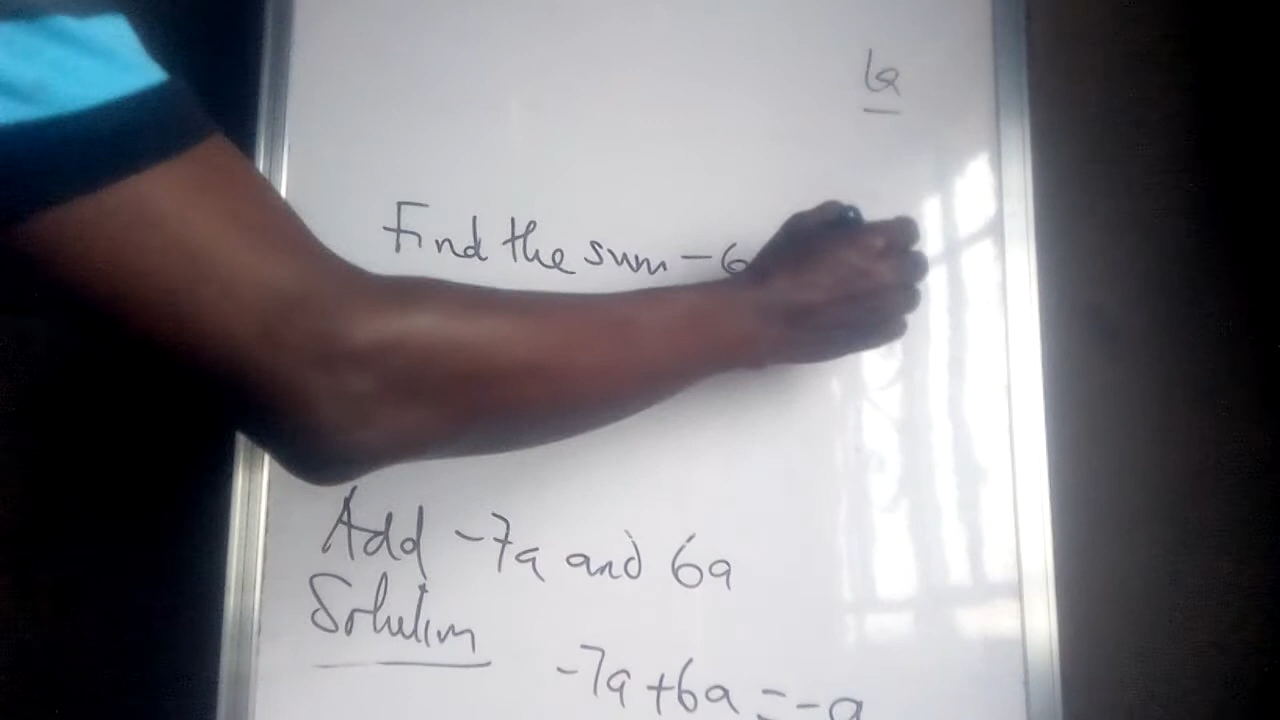 6a
Find the sum -6
Add -7a and 6a
Solution
-7a+6a = -a